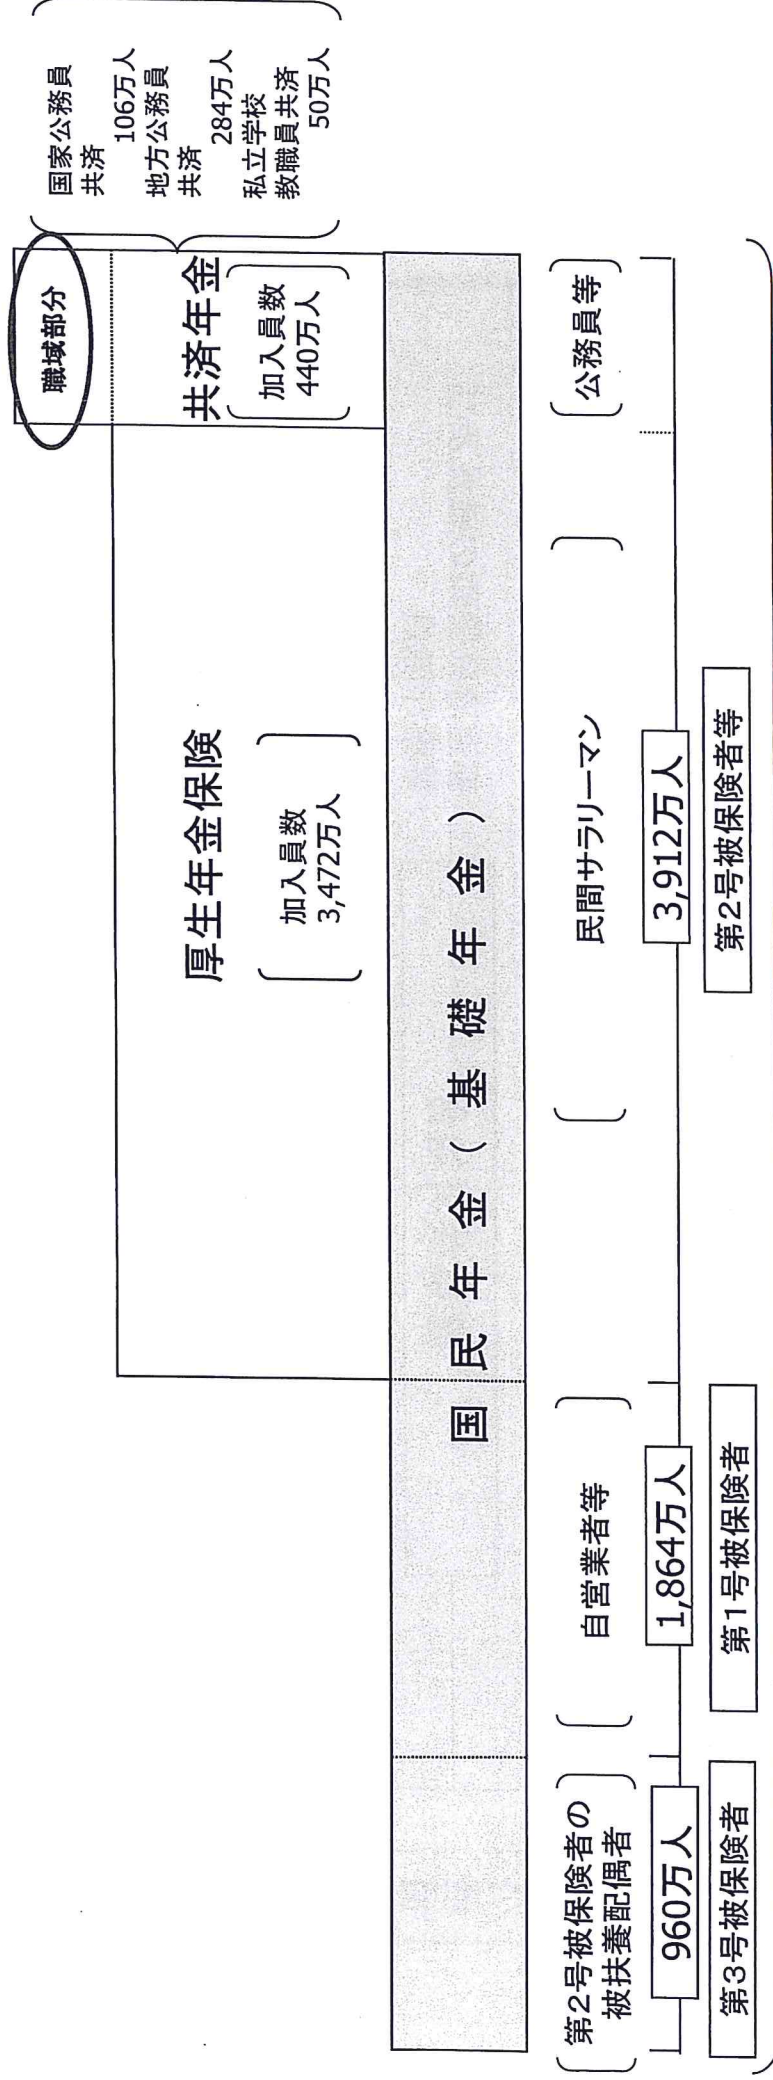 職域部分
国家公務員
共済
106万人
地方公務員
共済
284万人
私立学校
教職員共済
50万人
厚生年金保険
加入員数
3,472万人
共済年金
加入員数
440万人
国民年金(基礎年金)
第2号被保険者の
被扶養配偶者
自営業者等
民間サラリーマン
公務員等
960万人
1,864万人
3,912万人
第3号被保険者
第1号被保険者
第2号被保険者等